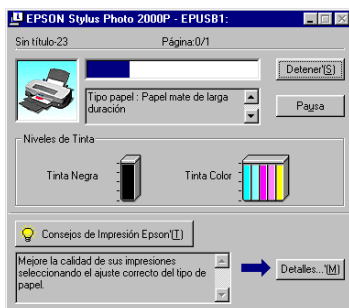 EPSON Stylus Photo 2000P - EPUSB1:
Sin título-23 Página:0/1
Detener'(S)
Tipo papel : Papel mate de larga
duración
Pausa
Niveles de Tinta
Tinta Negra Tinta Color
Consejos de Impresión Epson'(T)
Mejore la calidad de sus impresiones
seleccionando el ajuste correcto del tipo de
papel.
Detalles...'(M)